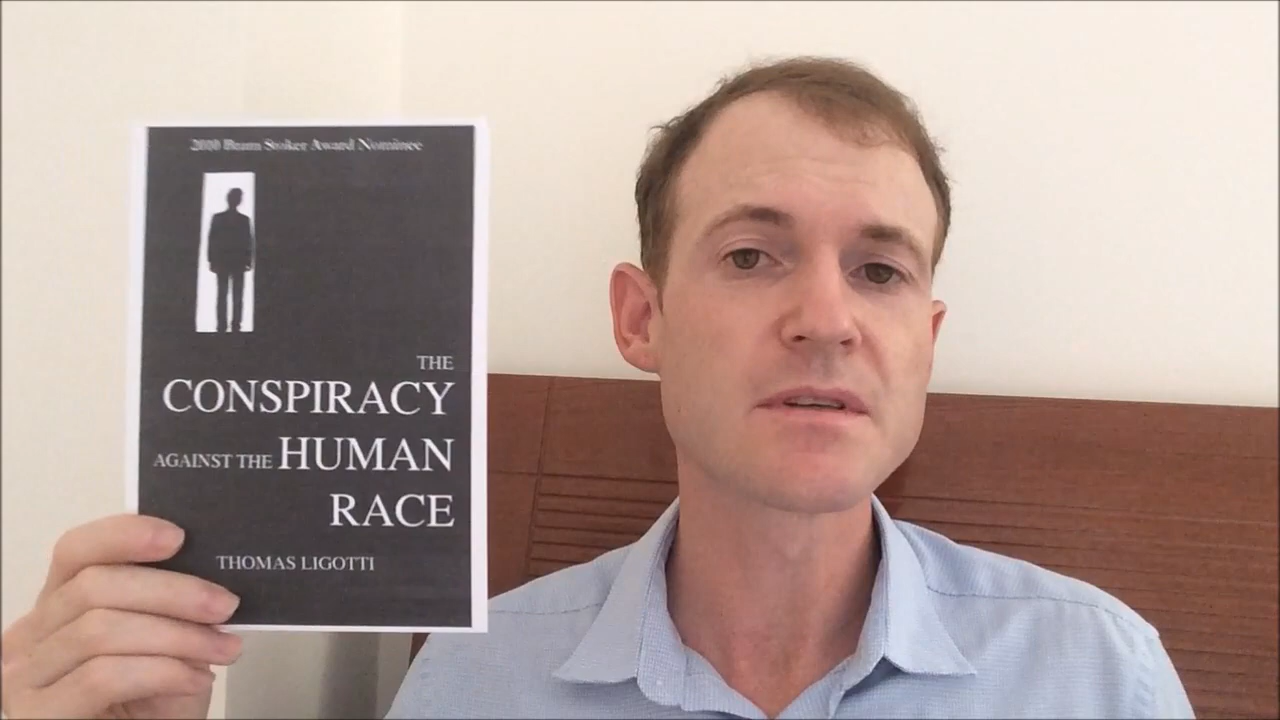 2010 Bram Stoker Award Nominee
THE
CONSPIRACY
AGAINST THE HUMAN
RACE
THOMAS LIGOTTI